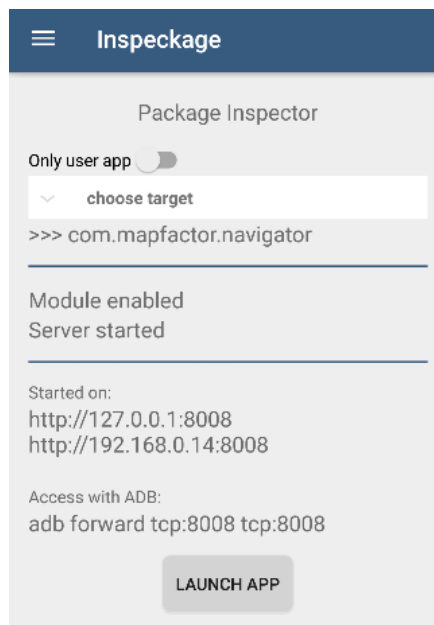 Inspeckage
Package Inspector
Only user app
choose target
>>> com.mapfactor.navigator
Module enabled
Server started
Started on:
http://127.0.0.1:8008
http://192.168.0.14:8008
Access with ADB:
adb forward tcp:8008 tcp:8008
LAUNCH APP